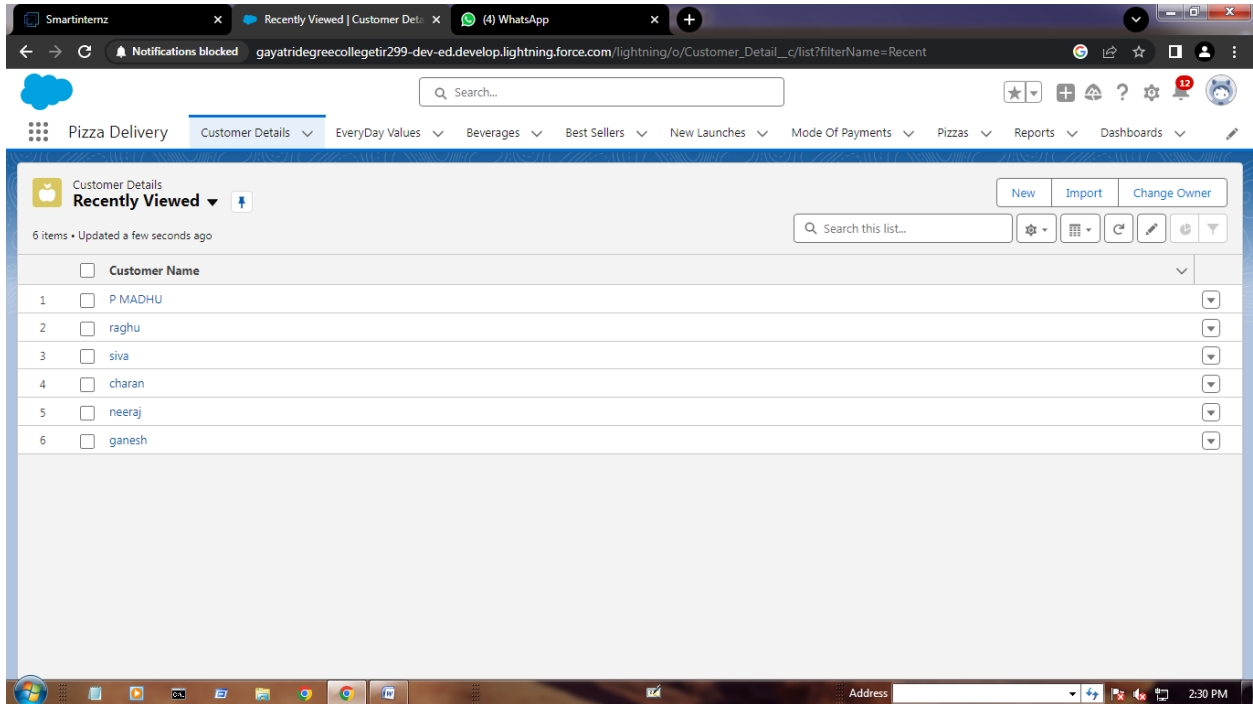 Smartinternz
Recently Viewed | Customer Deta
(4) WhatsApp
Notifications blocked gayatridegreecollegetir299-dev-ed.develop.lightning.force.com/lightning/o/Customer_Detail__c/list?filterName=Recent
Search...
12
Pizza Delivery Customer Details EveryDay Values Beverages Best Sellers New Launches Mode Of Payments Pizzas Reports Dashboards
Customer Details
Recently Viewed
New Import Change Owner
6 items • Updated a few seconds ago
Search this list...
Customer Name
1 P MADHU
2 raghu
3 siva
4 charan
5 neeraj
6 ganesh
Address
2:30 PM